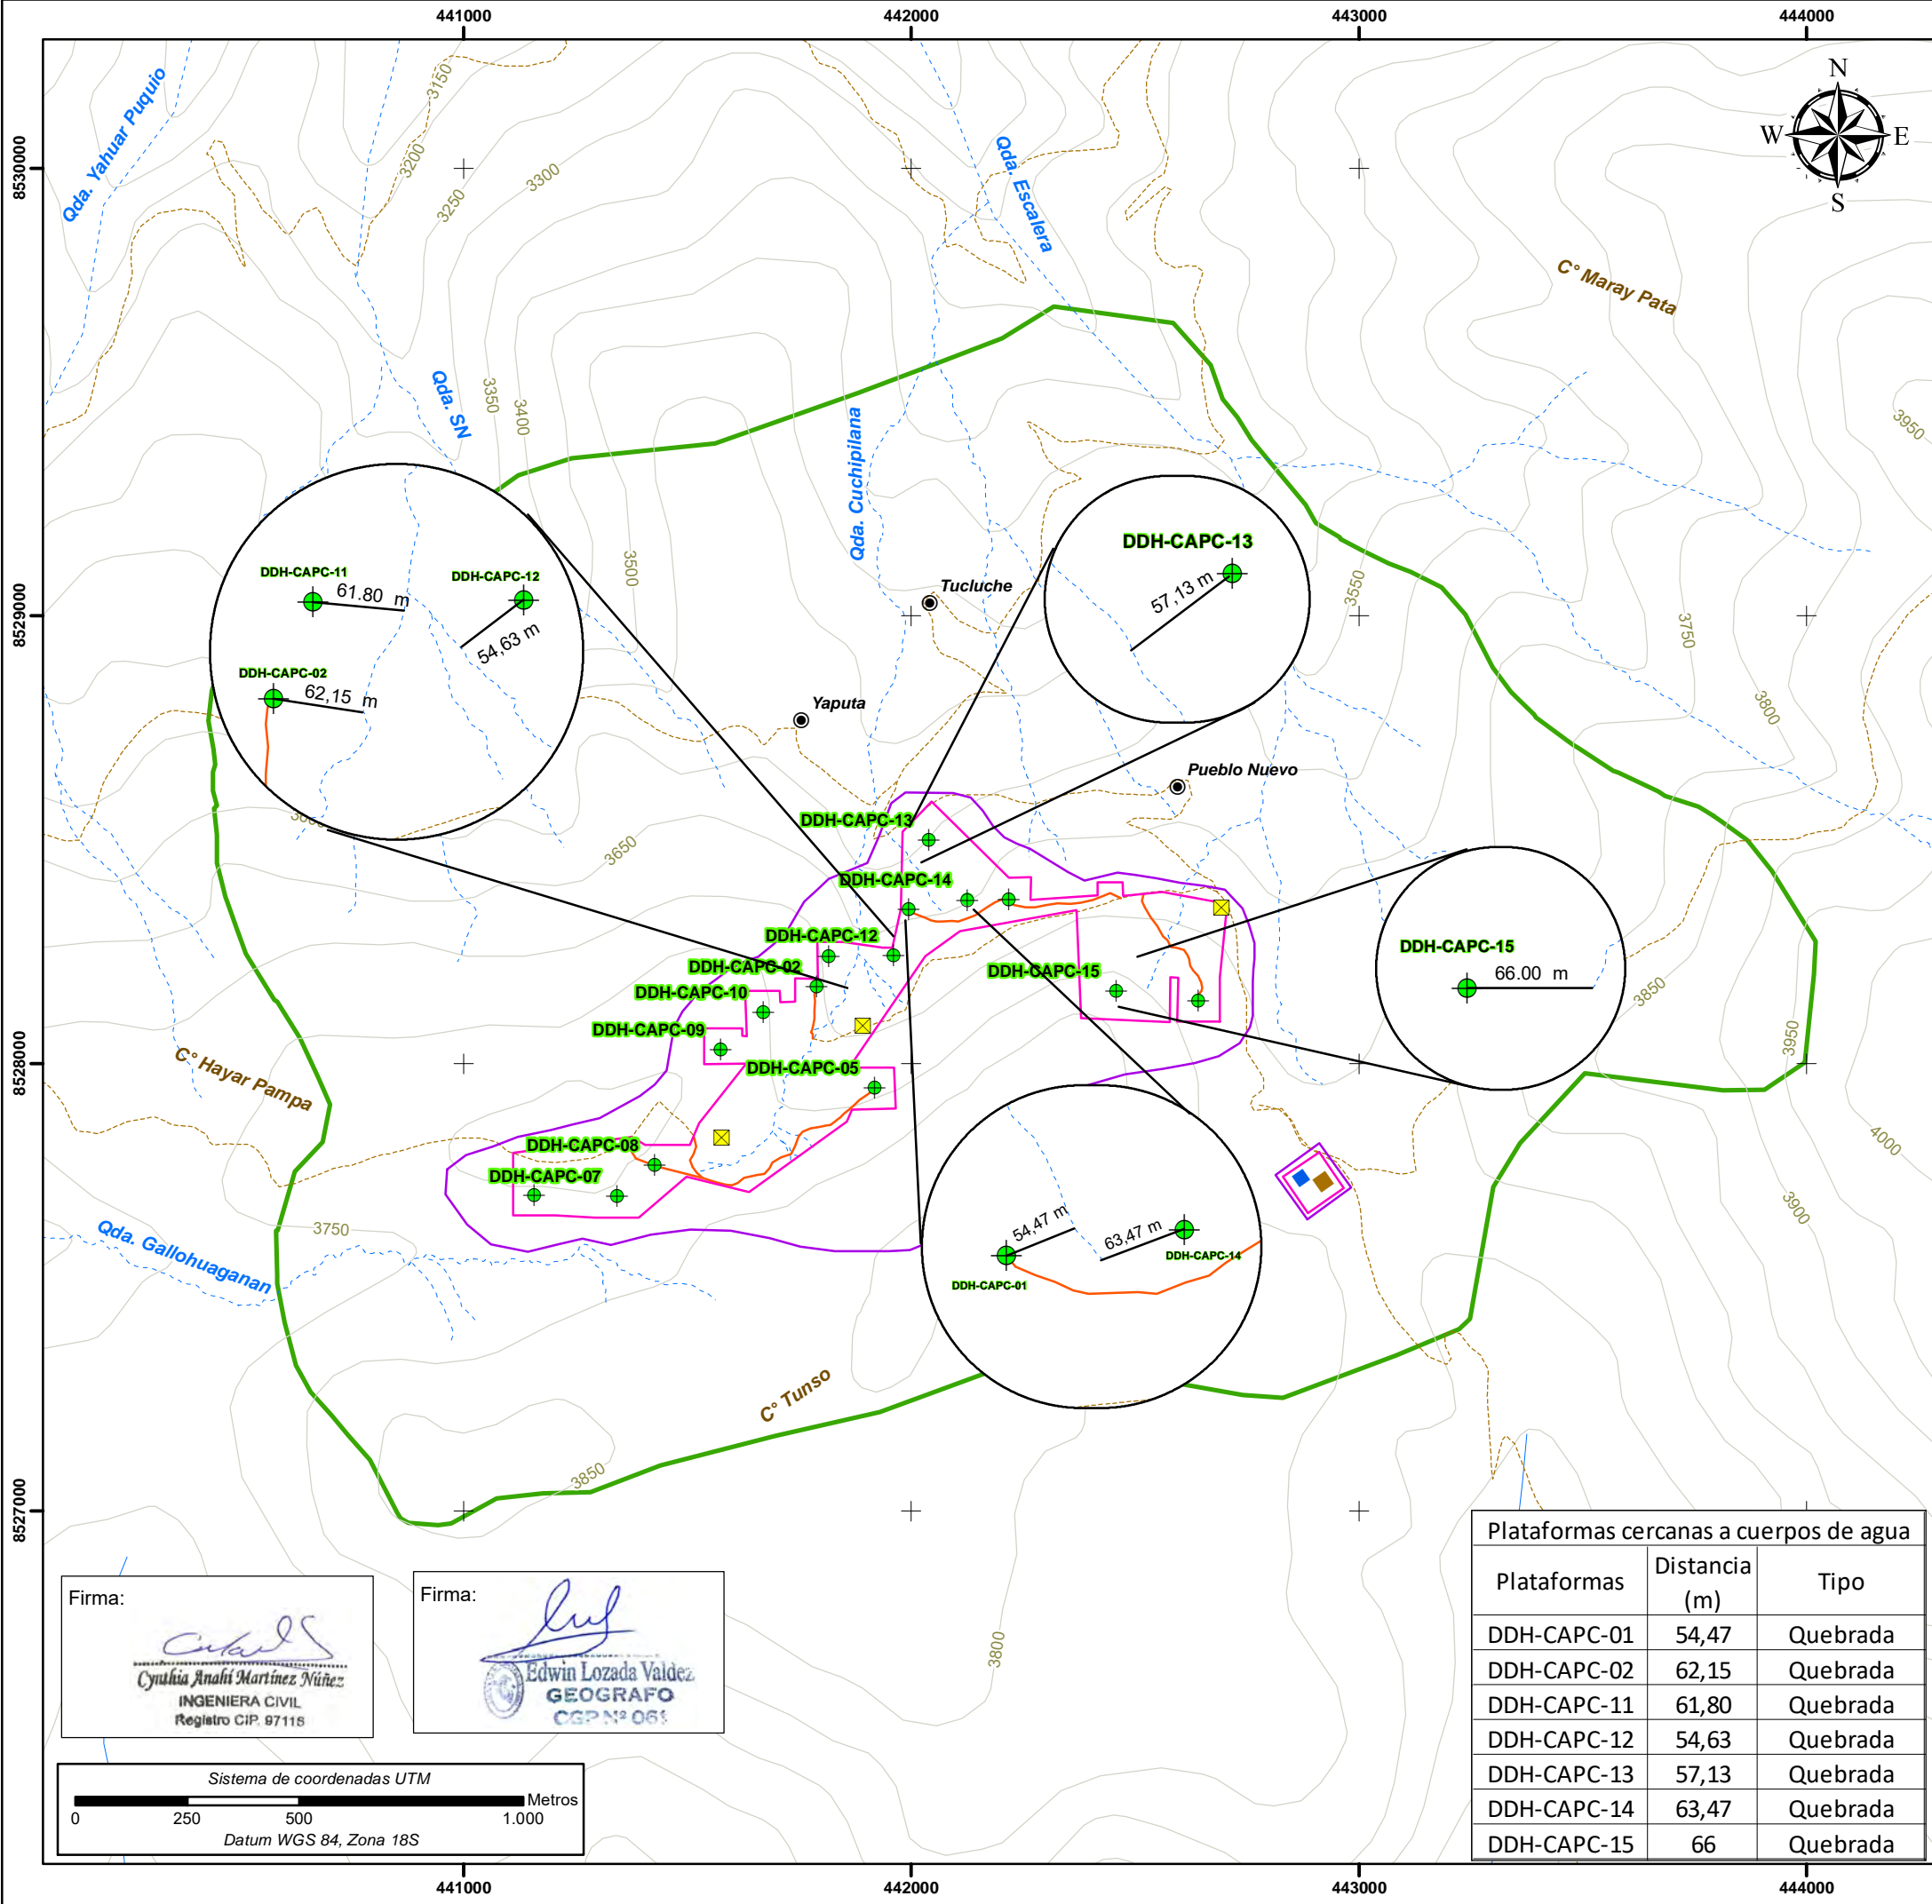 441000
442000
443000
444000
8530000
8529000
8528000
8527000
N
W
E
S
Qda. Yahuar Puquio
3150
3200
3250
3300
Qda. Escalera
C° Maray Pata
Qda. SN
3350
3400
3500
Qda. Cuchipilana
3950
3550
3750
3800
DDH-CAPC-11
61.80 m
DDH-CAPC-12
54,63 m
DDH-CAPC-02
62,15 m
DDH-CAPC-13
57,13 m
Tucluche
Yaputa
Pueblo Nuevo
3650
DDH-CAPC-13
DDH-CAPC-14
DDH-CAPC-12
DDH-CAPC-02
DDH-CAPC-10
DDH-CAPC-09
DDH-CAPC-05
DDH-CAPC-08
DDH-CAPC-07
DDH-CAPC-15
DDH-CAPC-15
66.00 m
3850
3950
4000
3900
C° Hayar Pampa
3750
Qda. Gallohuaganan
54,47 m
63,47 m
DDH-CAPC-14
DDH-CAPC-01
C° Tunso
3850
3800
Firma:
Cynthia Anahí Martínez Núñez
INGENIERA CIVIL
Registro CIP. 97118
Firma:
Edwin Lozada Valdez
GEOGRAFO
CGP Nº 061
Sistema de coordenadas UTM
Metros
0 250 500 1.000
Datum WGS 84, Zona 18S
Plataformas cercanas a cuerpos de agua
Plataformas Distancia (m) Tipo
DDH-CAPC-01 54,47 Quebrada
DDH-CAPC-02 62,15 Quebrada
DDH-CAPC-11 61,80 Quebrada
DDH-CAPC-12 54,63 Quebrada
DDH-CAPC-13 57,13 Quebrada
DDH-CAPC-14 63,47 Quebrada
DDH-CAPC-15 66 Quebrada
441000
442000
443000
444000